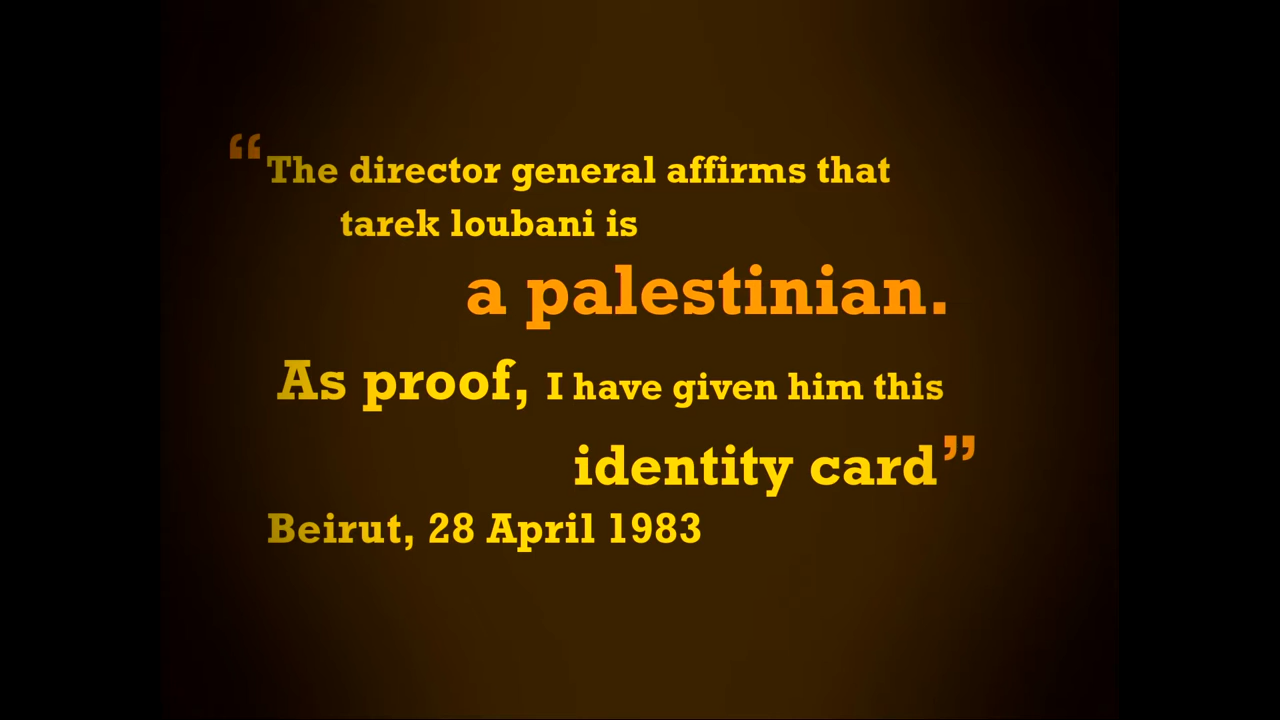 “The director general affirms that
tarek loubani is
a palestinian.
As proof, I have given him this
identity card”
Beirut, 28 April 1983